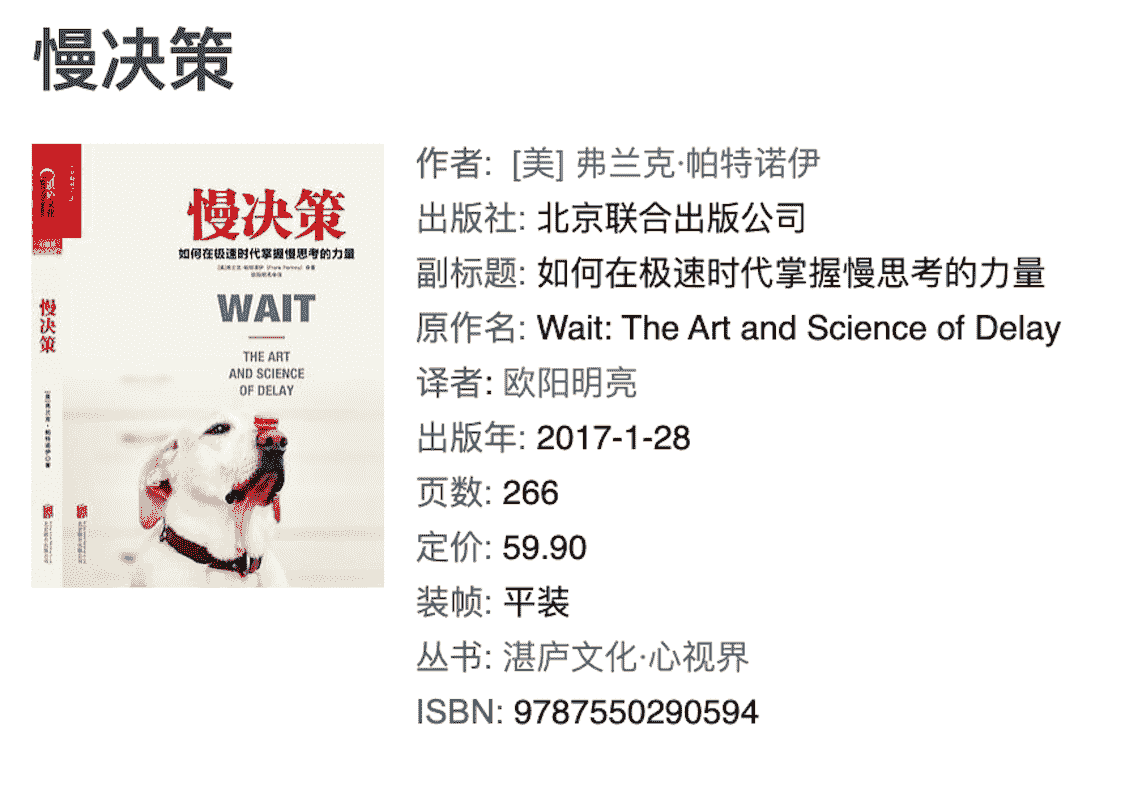 慢决策
慢决策
如何在极速时代掌握慢思考的力量
WAIT
THE ART
AND SCIENCE
OF DELAY
慢决策
作者: [美] 弗兰克·帕特诺伊
出版社: 北京联合出版公司
副标题: 如何在极速时代掌握慢思考的力量
原作名: Wait: The Art and Science of Delay
译者: 欧阳明亮
出版年: 2017-1-28
页数: 266
定价: 59.90
装帧: 平装
丛书: 湛庐文化·心视界
ISBN: 9787550290594